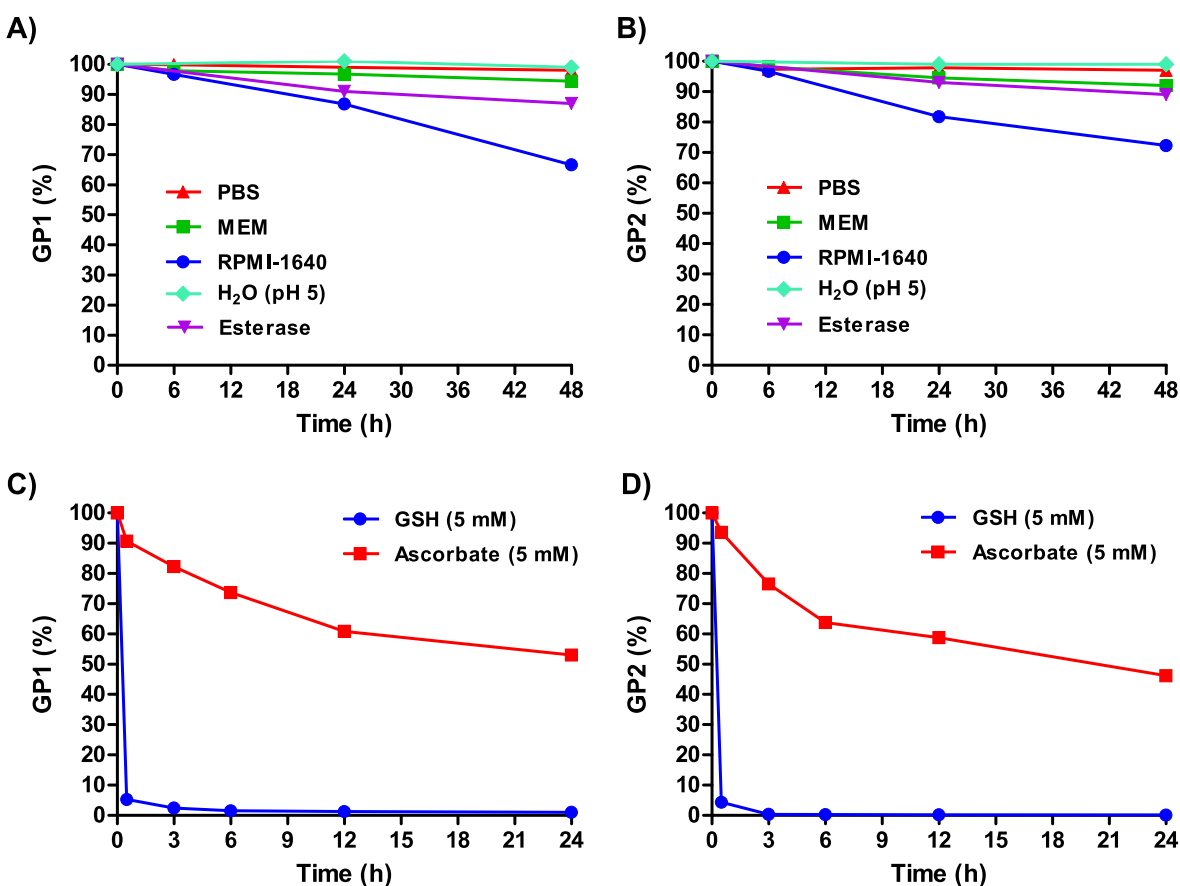 A)
GP1 (%)
100
90
80
70
60
50
40
30
20
10
0
PBS
MEM
RPMI-1640
H₂O (pH 5)
Esterase
0 6 12 18 24 30 36 42 48
Time (h)
B)
GP2 (%)
100
90
80
70
60
50
40
30
20
10
0
PBS
MEM
RPMI-1640
H₂O (pH 5)
Esterase
0 6 12 18 24 30 36 42 48
Time (h)
C)
GP1 (%)
100
90
80
70
60
50
40
30
20
10
0
GSH (5 mM)
Ascorbate (5 mM)
0 3 6 9 12 15 18 21 24
Time (h)
D)
GP2 (%)
100
90
80
70
60
50
40
30
20
10
0
GSH (5 mM)
Ascorbate (5 mM)
0 3 6 9 12 15 18 21 24
Time (h)